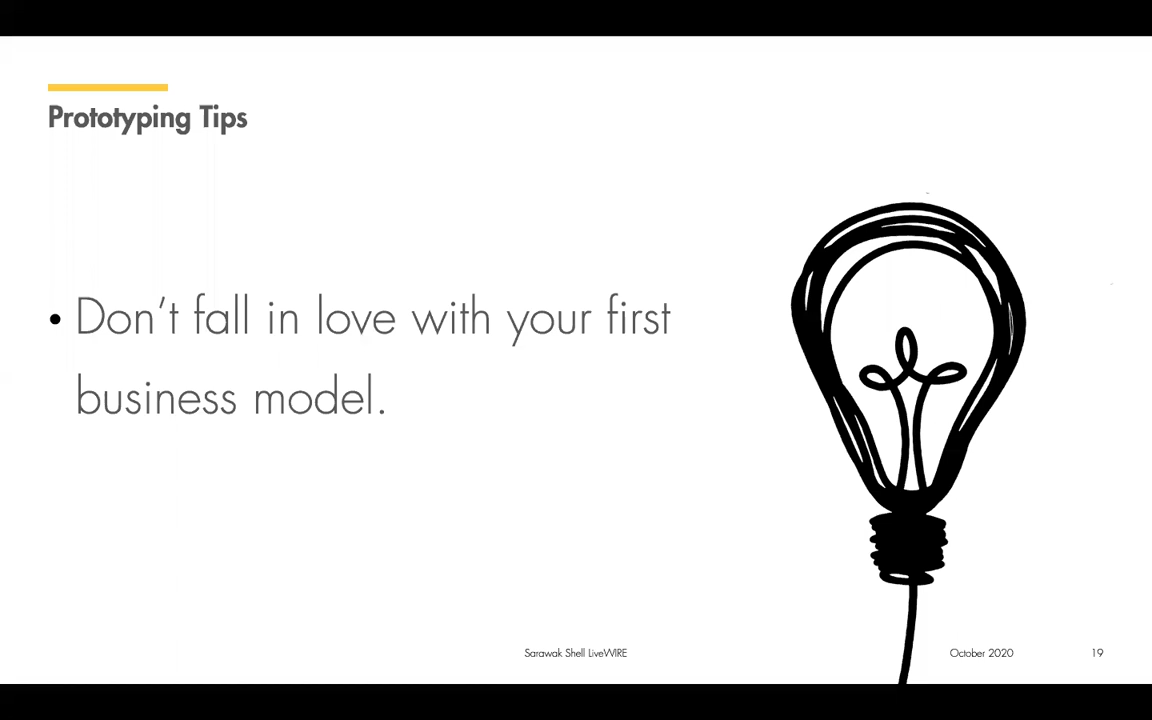 Prototyping Tips
• Don’t fall in love with your first
business model.
Sarawak Shell LiveWIRE
October 2020
19